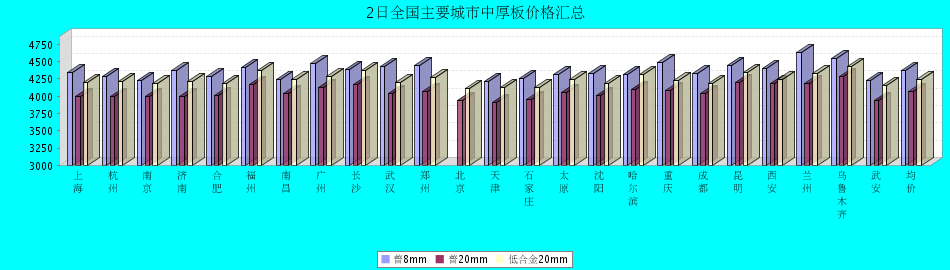 2日全国主要城市中厚板价格汇总
4750
4500
4250
4000
3750
3500
3250
3000
上海
杭州
南京
济南
合肥
福州
南昌
广州
长沙
武汉
郑州
北京
天津
石家庄
太原
沈阳
哈尔滨
重庆
成都
昆明
西安
兰州
乌鲁木齐
武安
均价
普8mm 普20mm 低合金20mm